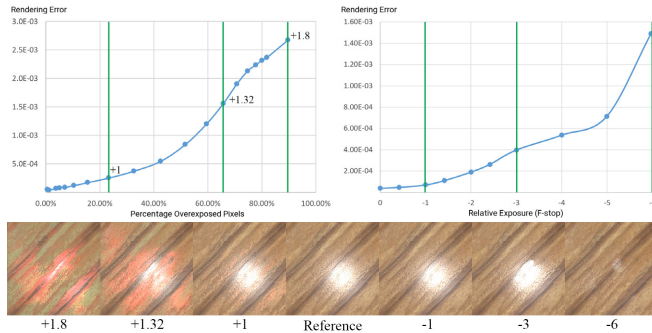 Rendering Error
3.0E-03
2.5E-03
2.0E-03
1.5E-03
1.0E-03
5.0E-04
+1
+1.32
+1.8
20.00% 40.00% 60.00% 80.00% 100.00%
Percentage Overexposed Pixels
Rendering Error
1.60E-03
1.40E-03
1.20E-03
1.00E-03
8.00E-04
6.00E-04
4.00E-04
2.00E-04
0 -1 -2 -3 -4 -5
Relative Exposure (F-stop)
+1.8 +1.32 +1 Reference -1 -3 -6